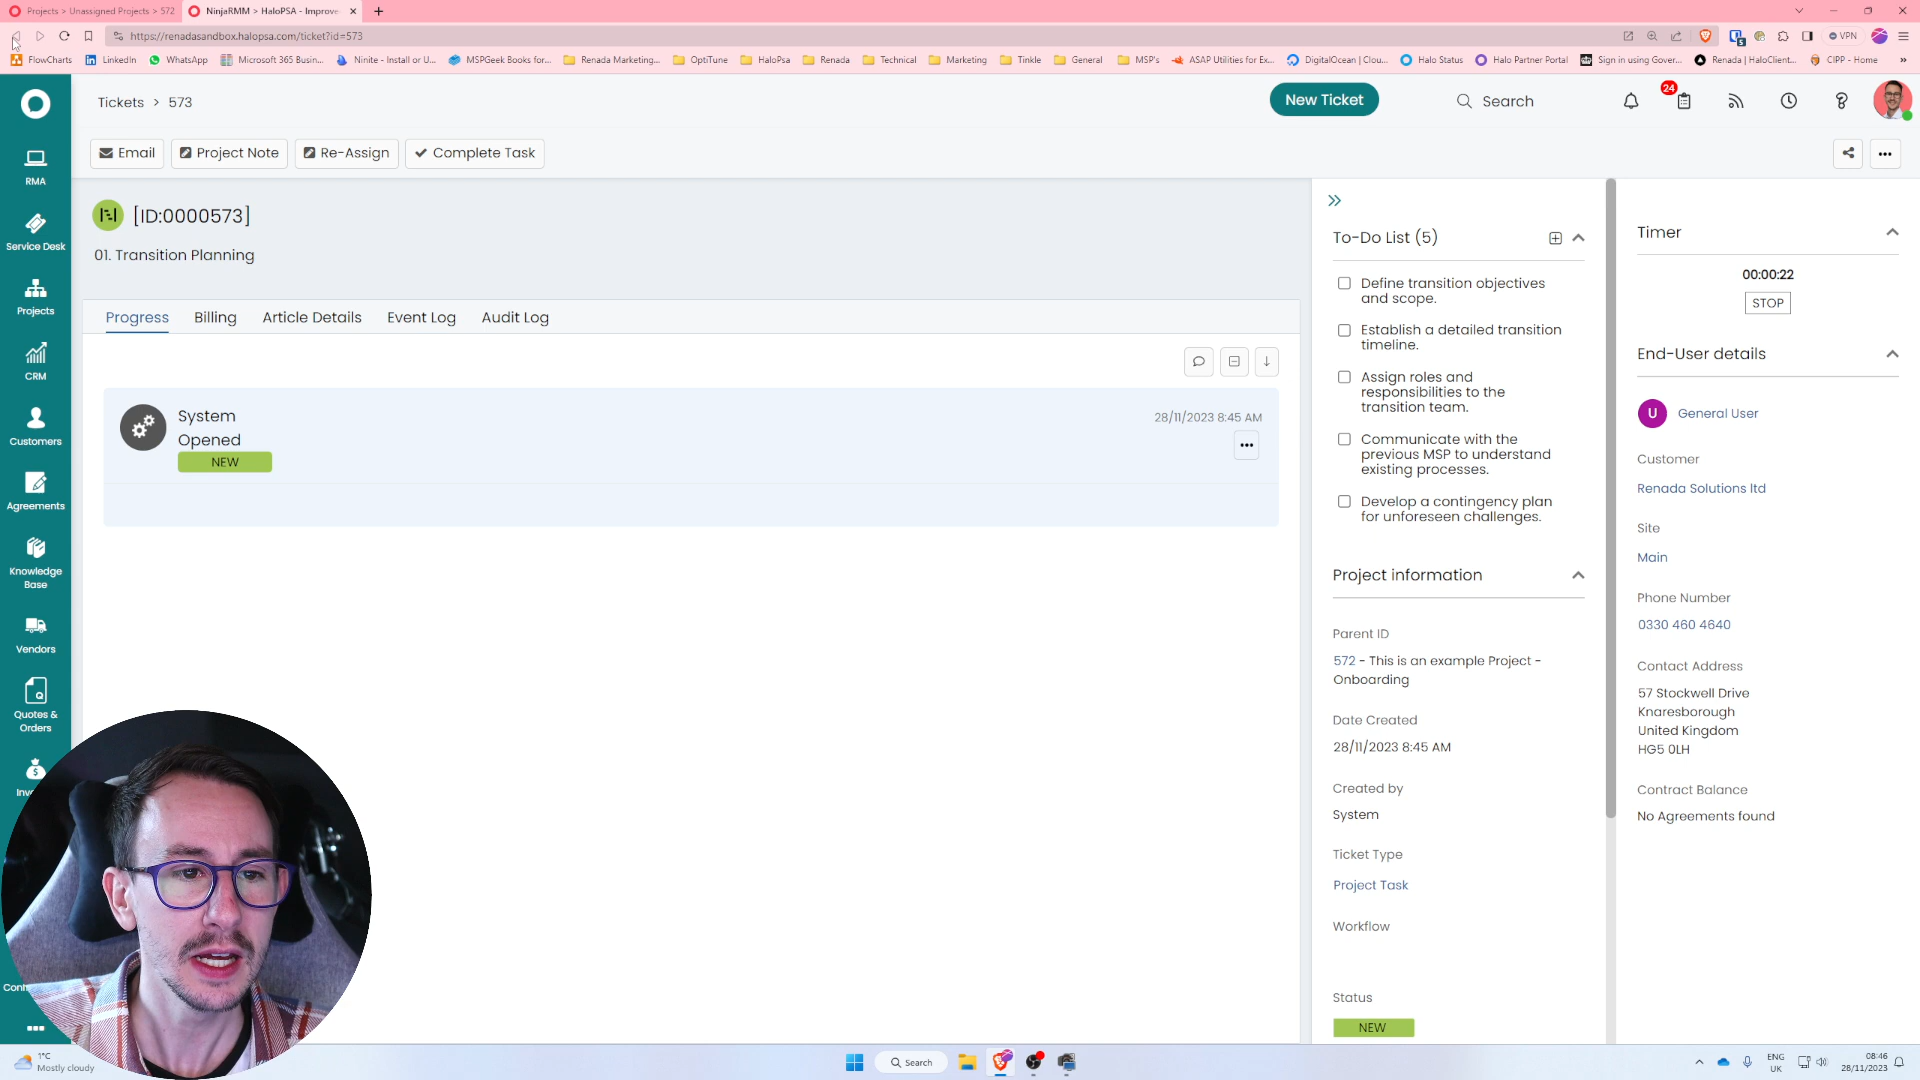 Projects > Unassigned Projects > 572
NinjaRMM > HaloPSA - Improve
https://renadasandbox.halopsa.com/ticket?id=573
VPN
FlowCharts
LinkedIn
WhatsApp
Microsoft 365 Busin...
Ninite - Install or U...
MSPGeek Books for...
Renada Marketing...
OptiTune
HaloPsa
Renada
Technical
Marketing
Tinkle
General
MSP's
ASAP Utilities for Ex...
DigitalOcean | Clou...
Halo Status
Halo Partner Portal
Sign in using Gover...
Renada | HaloClient...
CIPP - Home
Tickets > 573
New Ticket
Search
24
Email
Project Note
Re-Assign
Complete Task
RMA
Service Desk
Projects
CRM
Customers
Agreements
Knowledge
Base
Vendors
Quotes &
Orders
[ID:0000573]
01. Transition Planning
Progress
Billing
Article Details
Event Log
Audit Log
System
Opened
NEW
28/11/2023 8:45 AM
To-Do List (5)
Define transition objectives
and scope.
Establish a detailed transition
timeline.
Assign roles and
responsibilities to the
transition team.
Communicate with the
previous MSP to understand
existing processes.
Develop a contingency plan
for unforeseen challenges.
Project information
Parent ID
572 - This is an example Project -
Onboarding
Date Created
28/11/2023 8:45 AM
Created by
System
Ticket Type
Project Task
Workflow
Status
NEW
Timer
00:00:22
STOP
End-User details
U
General User
Customer
Renada Solutions ltd
Site
Main
Phone Number
0330 460 4640
Contact Address
57 Stockwell Drive
Knaresborough
United Kingdom
HG5 0LH
Contract Balance
No Agreements found
1°C
Mostly cloudy
Search
ENG
UK
08:46
28/11/2023